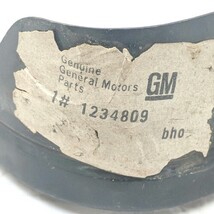 Genuine
General Motors
Parts
GM
1# 1234809
bho